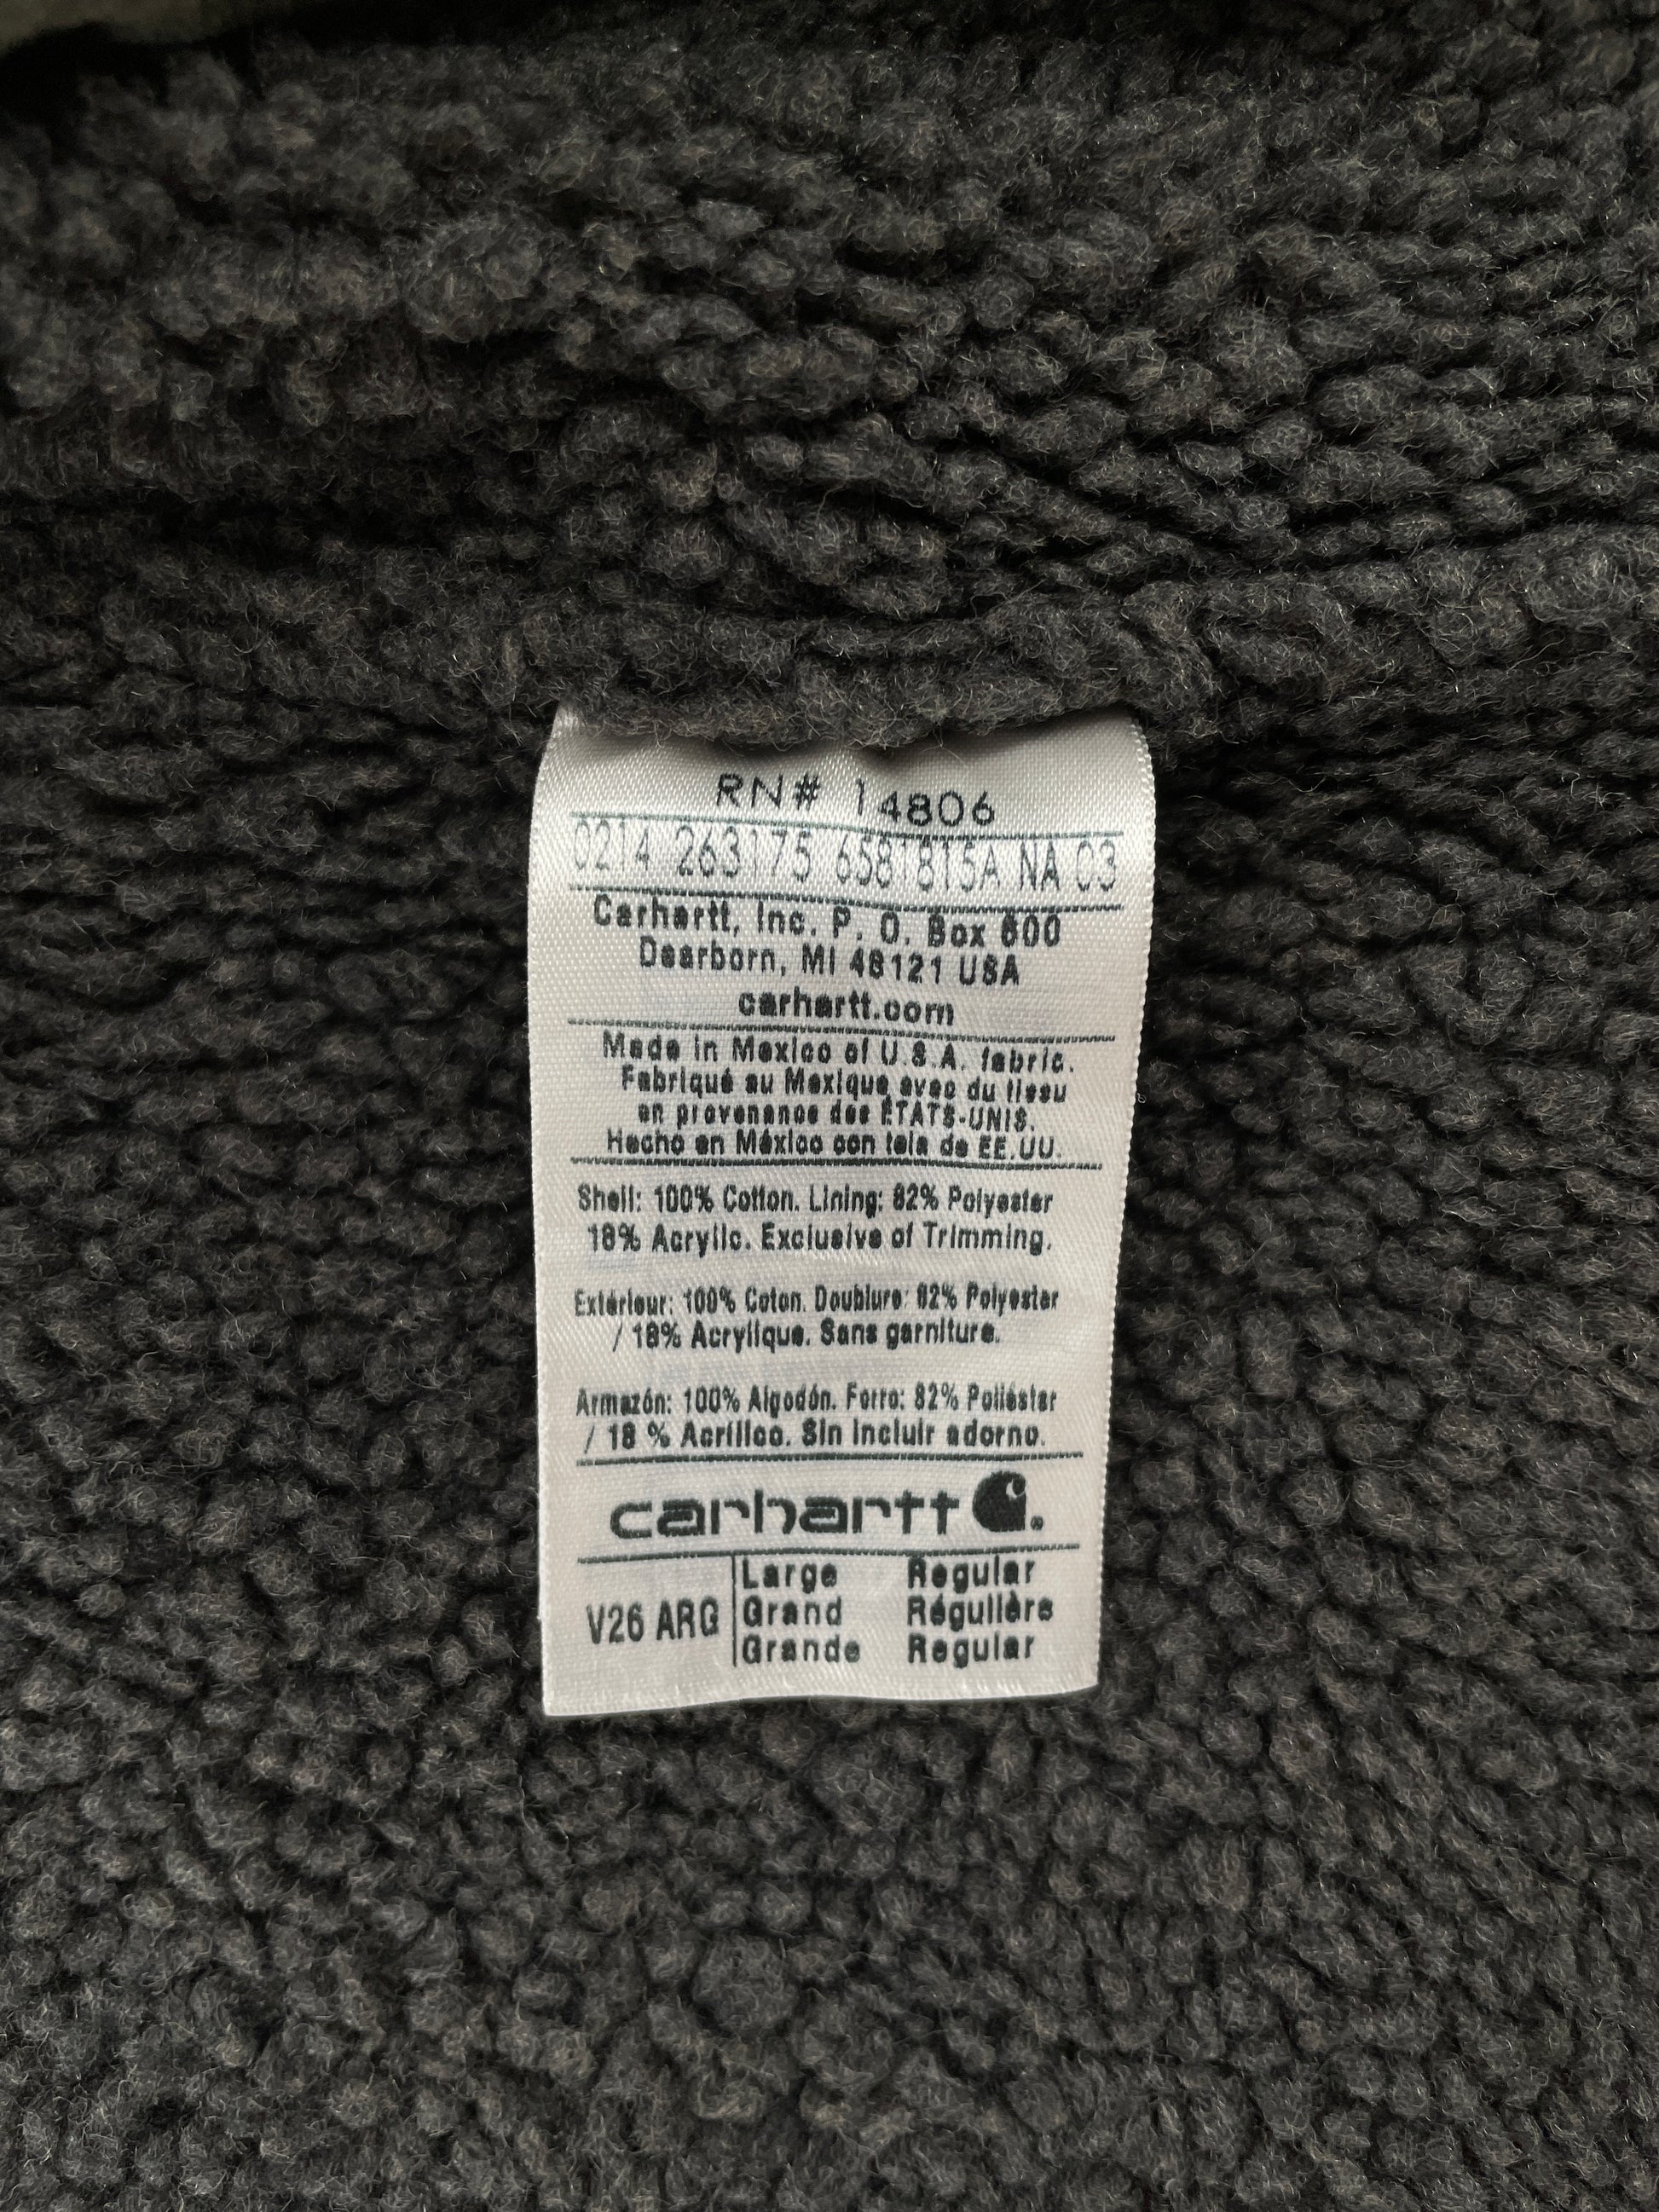 RN# 14806
0214 263175 6581815A NA 03
Carhartt, Inc. P. O. Box 600
Dearborn, MI 48121 USA
carhartt.com
Made in Mexico of U.S.A. fabric.
Fabriqué au Mexique avec du tissu
en provenance des ÉTATS-UNIS.
Hecho en México con tela de EE.UU.
Shell: 100% Cotton. Lining: 82% Polyester
18% Acrylic. Exclusive of Trimming.
Extérieur: 100% Coton. Doublure: 82% Polyester
/ 18% Acrylique. Sans garniture.
Armazón: 100% Algodón. Forro: 82% Poliéster
/ 18 % Acrílico. Sin incluir adorno.
carhartt
V26 ARG
Large Regular
Grand Régulière
Grande Regular